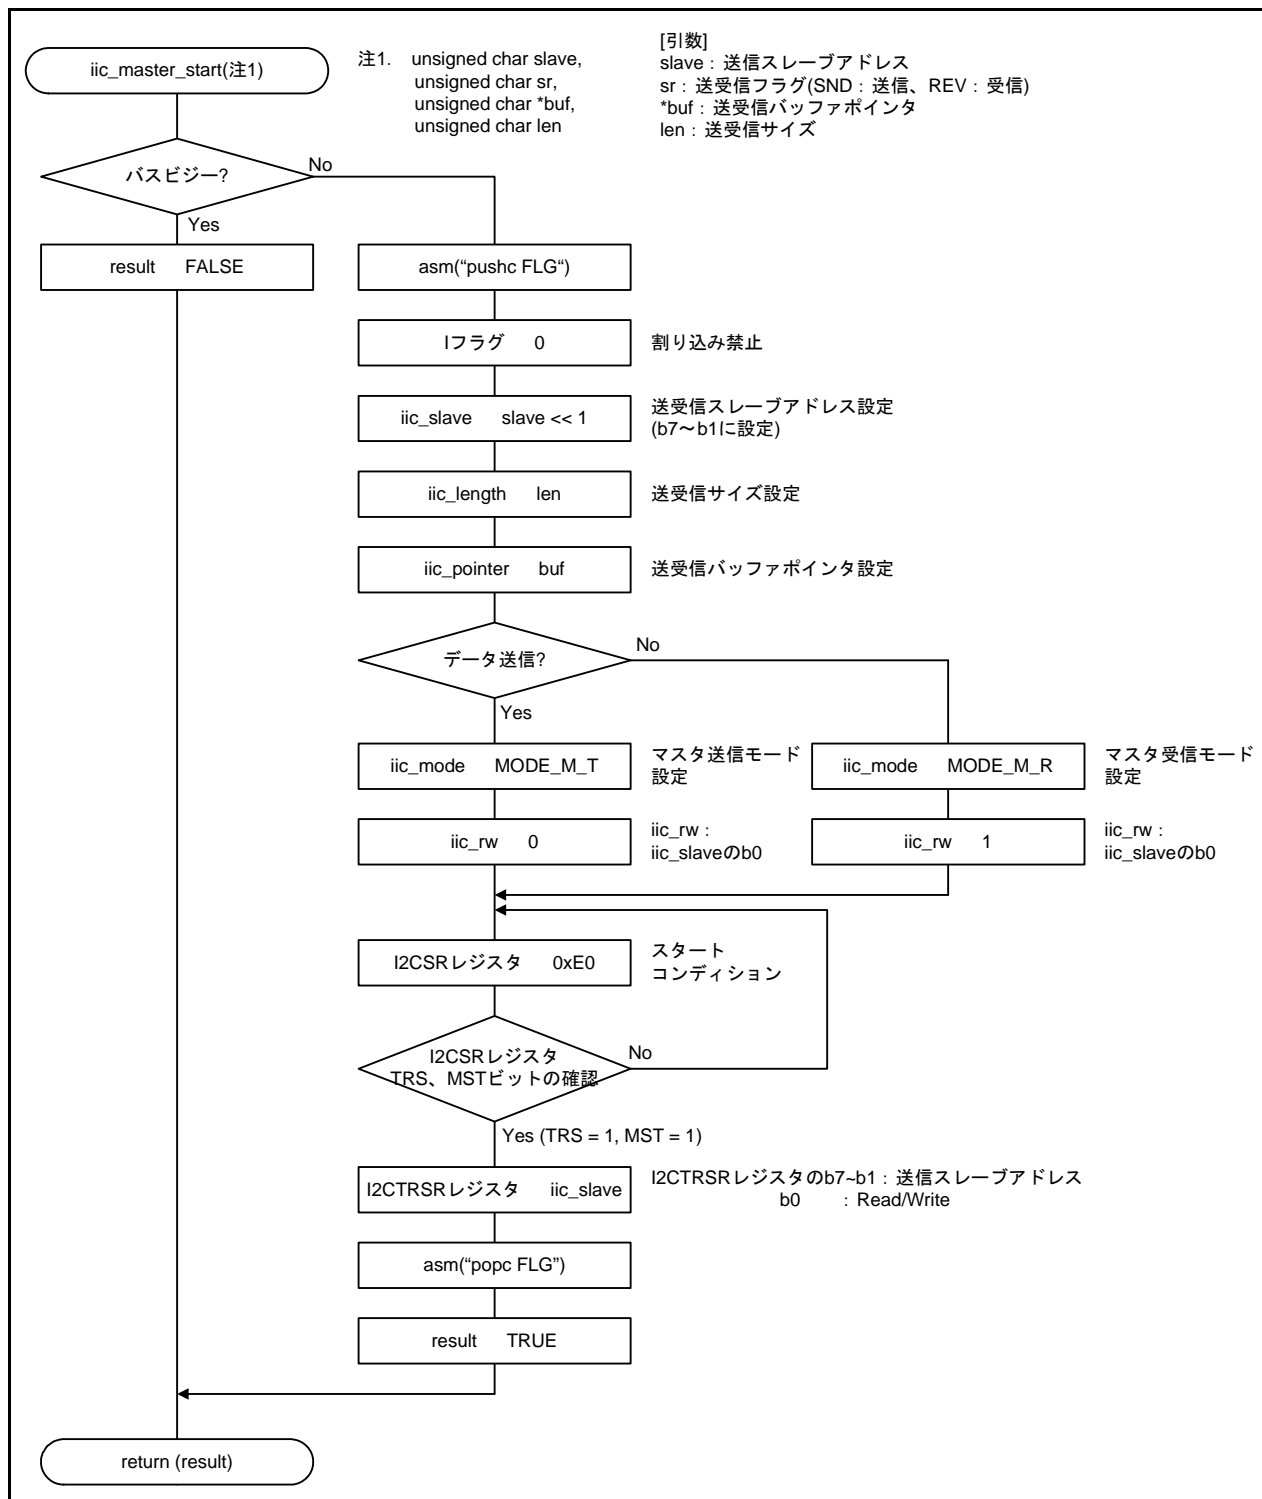 iic_master_start(注1)
注1. unsigned char slave,
unsigned char sr,
unsigned char *buf,
unsigned char len
[引数]
slave：送信スレーブアドレス
sr：送受信フラグ(SND：送信、REV：受信)
*buf：送受信バッファポインタ
len：送受信サイズ
バスビジー?
No
Yes
result FALSE
asm(“pushc FLG“)
Iフラグ 0
割り込み禁止
iic_slave slave << 1
送受信スレーブアドレス設定
(b7～b1に設定)
iic_length len
送受信サイズ設定
iic_pointer buf
送受信バッファポインタ設定
データ送信?
No
Yes
iic_mode MODE_M_T
マスタ送信モード
設定
iic_mode MODE_M_R
マスタ受信モード
設定
iic_rw 0
iic_rw：
iic_slaveのb0
iic_rw 1
iic_rw：
iic_slaveのb0
I2CSRレジスタ 0xE0
スタート
コンディション
I2CSRレジスタ
TRS、MSTビットの確認
No
Yes (TRS = 1, MST = 1)
I2CTRSRレジスタ iic_slave
I2CTRSRレジスタのb7~b1：送信スレーブアドレス
b0 ：Read/Write
asm(“popc FLG”)
result TRUE
return (result)